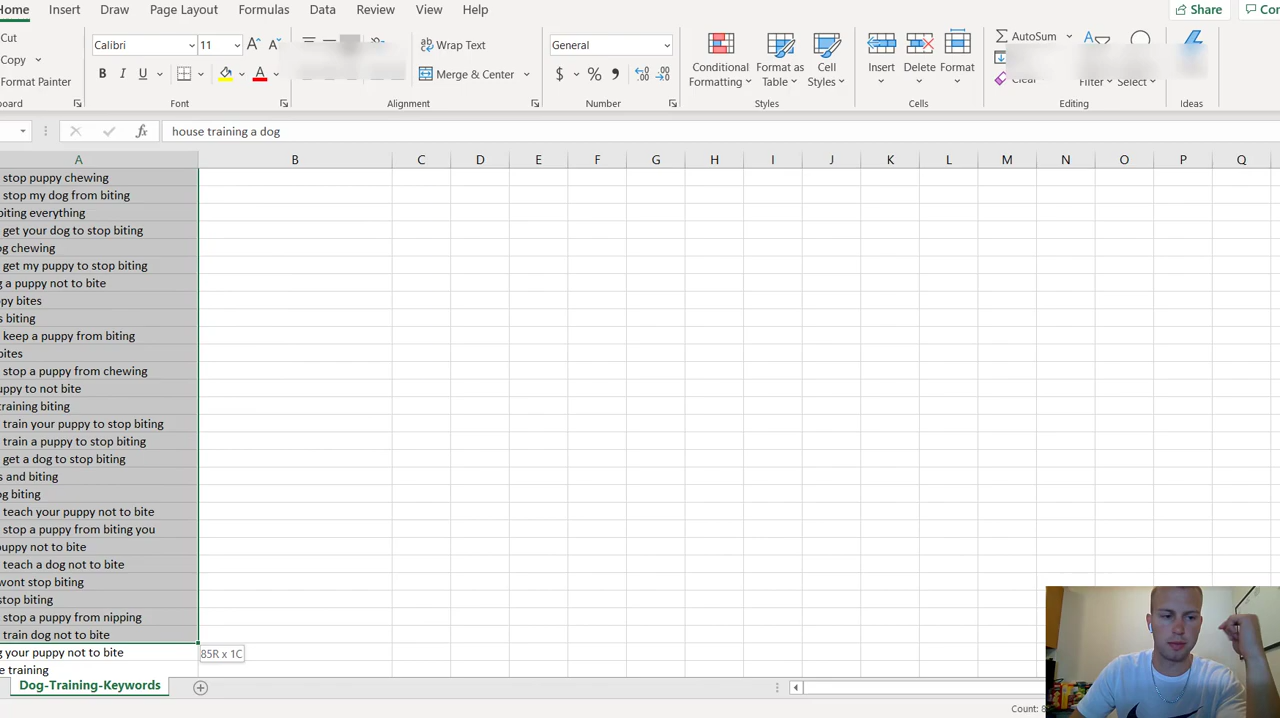 Home Insert Draw Page Layout Formulas Data Review View Help Share
Cut
Copy
Format Painter
Calibri 11
B I U A
Wrap Text
Merge & Center
General
$ %
Conditional
Formatting
Format as
Table
Cell
Styles
Insert
Delete
Format
AutoSum
Clear
Filter
Select
Font Alignment Number Styles Cells Editing Ideas
fx house training a dog
A B C D E F G H I J K L M N O P Q
stop puppy chewing
stop my dog from biting
biting everything
get your dog to stop biting
chewing
get my puppy to stop biting
a puppy not to bite
bites
biting
keep a puppy from biting
bites
stop a puppy from chewing
to not bite
training biting
train your puppy to stop biting
train a puppy to stop biting
get a dog to stop biting
and biting
biting
teach your puppy not to bite
stop a puppy from biting you
puppy not to bite
teach a dog not to bite
wont stop biting
stop biting
stop a puppy from nipping
train dog not to bite
your puppy not to bite
85R x 1C
training
Dog-Training-Keywords
Count: